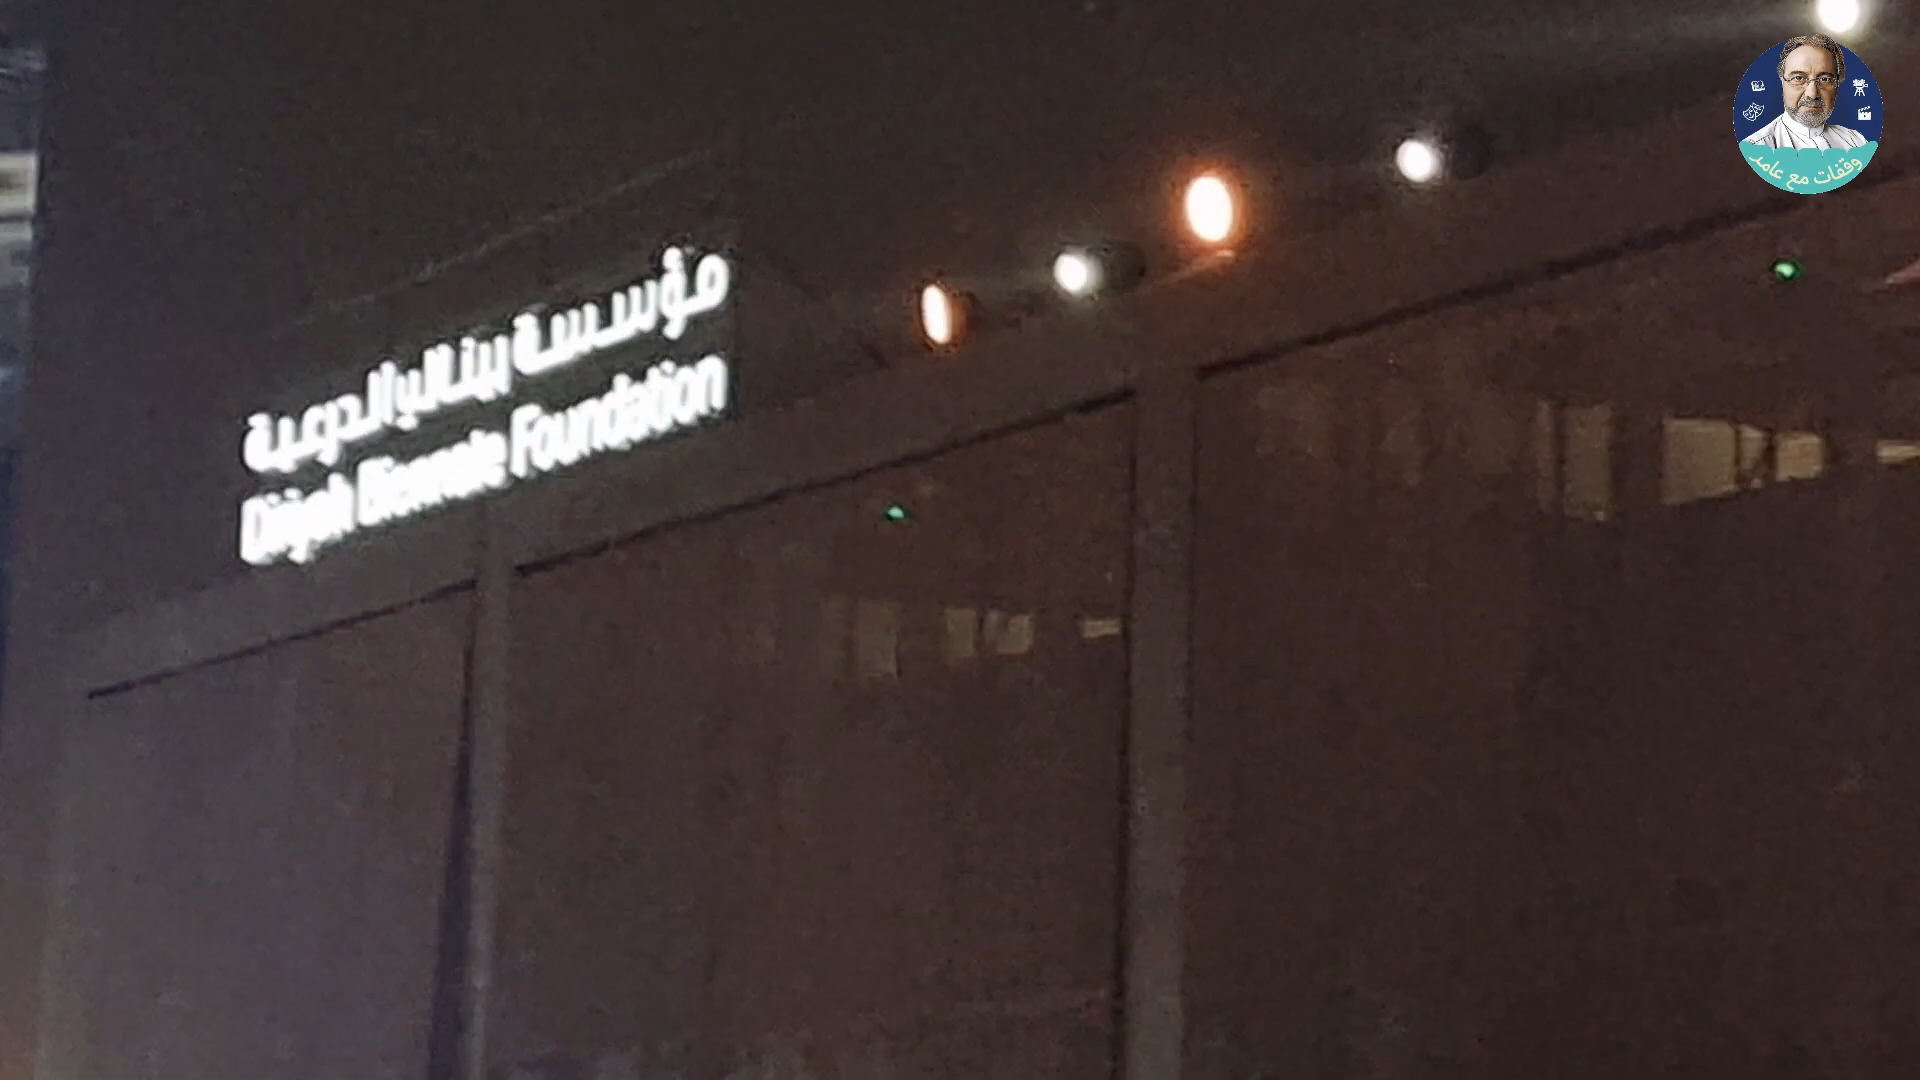 مؤسسة بينالي الدرعية
Diriyah Biennale Foundation
وقفات مع عامر